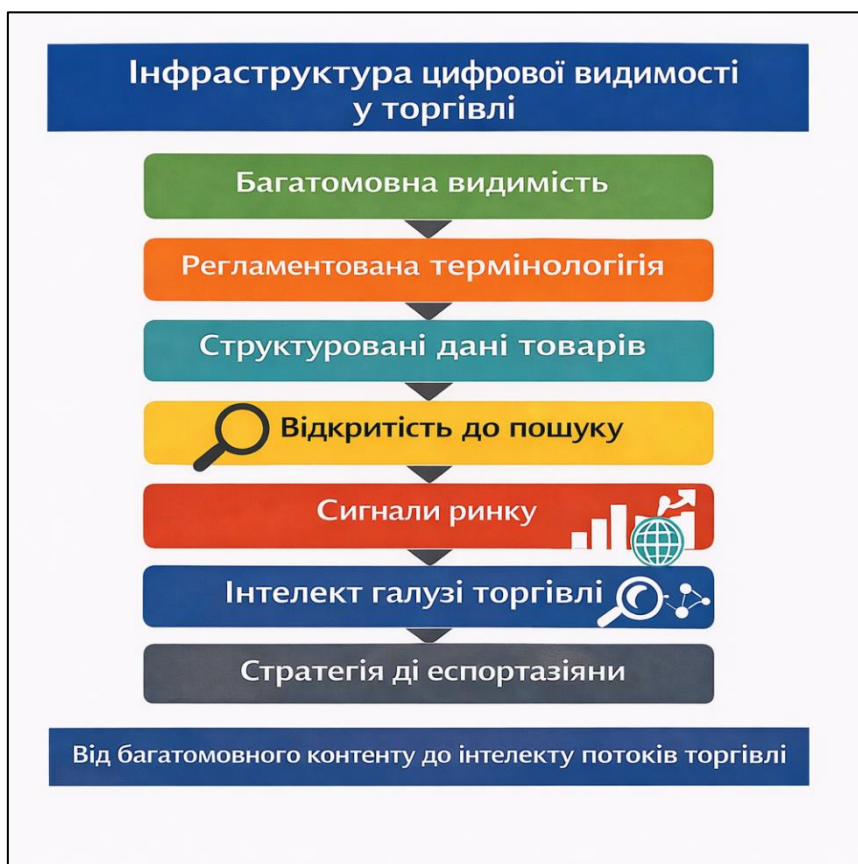 Інфраструктура цифрової видимості
у торгівлі
Багатомовна видимість
Регламентована термінологігія
Структуровані дані товарів
Відкритість до пошуку
Сигнали ринку
Інтелект галузі торгівлі
Стратегія ді еспортазіяни
Від багатомовного контенту до інтелекту потоків торгівлі